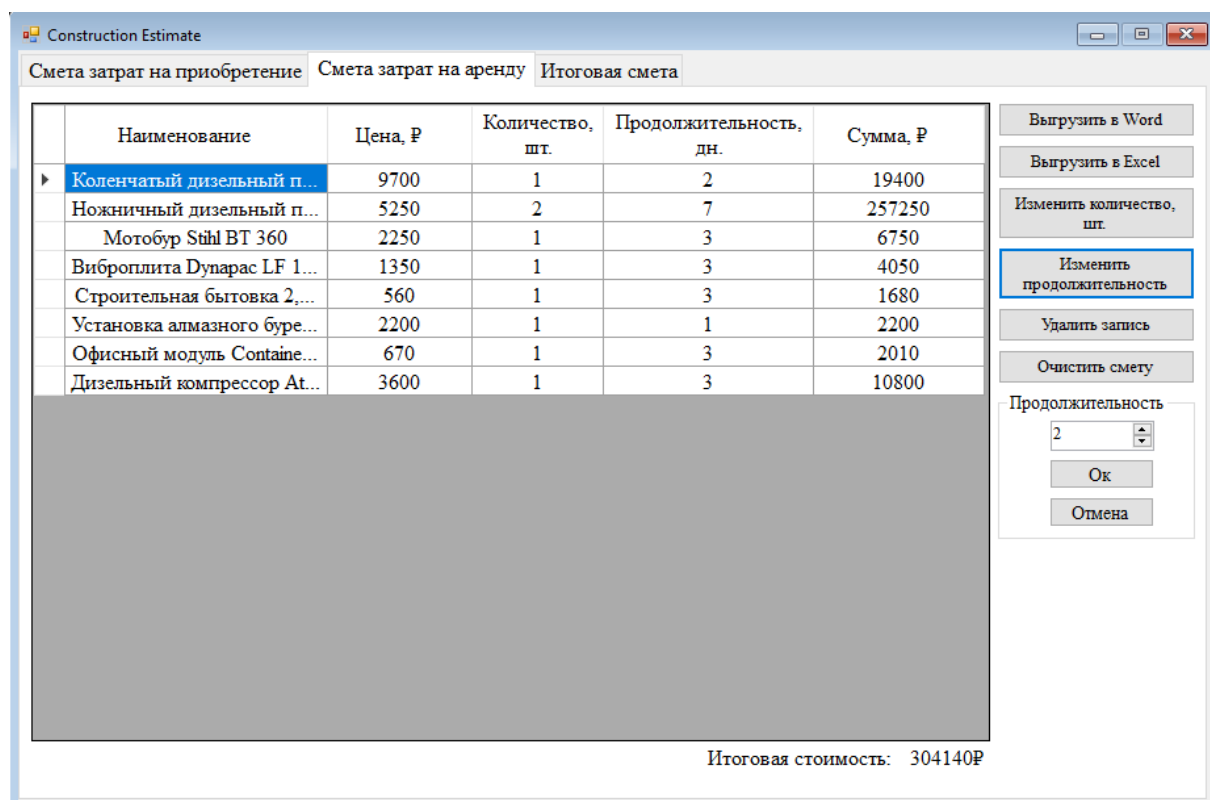 Construction Estimate
Смета затрат на приобретение Смета затрат на аренду Итоговая смета
Наименование Цена, ₽ Количество, шт. Продолжительность, дн. Сумма, ₽
Коленчатый дизельный п... 9700 1 2 19400
Ножничный дизельный п... 5250 2 7 257250
Мотобур Stihl BT 360 2250 1 3 6750
Виброплита Dynapac LF 1... 1350 1 3 4050
Строительная бытовка 2,... 560 1 3 1680
Установка алмазного буре... 2200 1 1 2200
Офисный модуль Containe... 670 1 3 2010
Дизельный компрессор At... 3600 1 3 10800
Итоговая стоимость: 304140₽
Выгрузить в Word
Выгрузить в Excel
Изменить количество,
шт.
Изменить
продолжительность
Удалить запись
Очистить смету
Продолжительность
2
Ок
Отмена